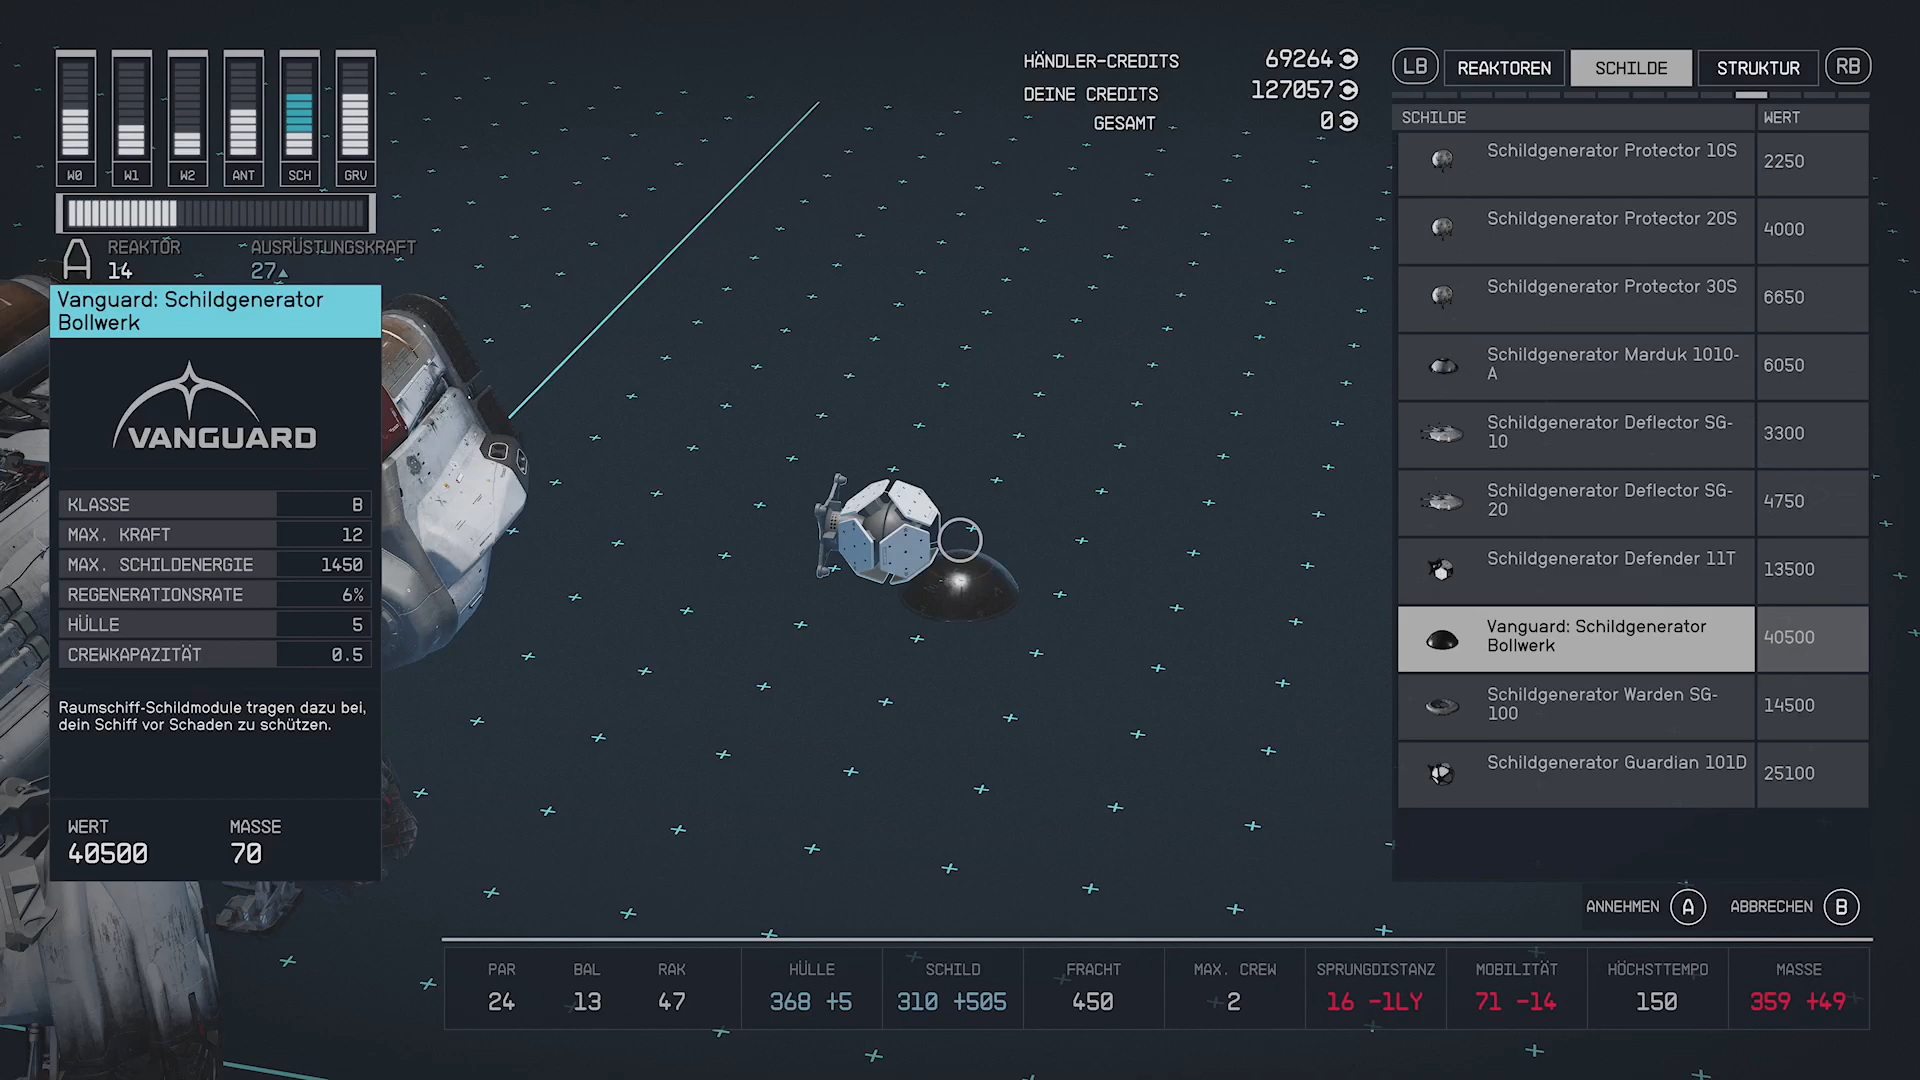 W0
W1
W2
ANT
SCH
GRV
REAKTOR
14
AUSRÜSTUNGSKRAFT
27
Vanguard: Schildgenerator
Bollwerk
VANGUARD
KLASSE B
MAX. KRAFT 12
MAX. SCHILDENERGIE 1450
REGENERATIONSRATE 6%
HÜLLE 5
CREWKAPAZITÄT 0.5
Raumschiff-Schildmodule tragen dazu bei,
dein Schiff vor Schaden zu schützen.
WERT
40500
MASSE
70
HÄNDLER-CREDITS 69264
DEINE CREDITS 127057
GESAMT 0
LB
REAKTOREN
SCHILDE
STRUKTUR
RB
SCHILDE WERT
Schildgenerator Protector 10S
2250
Schildgenerator Protector 20S
4000
Schildgenerator Protector 30S
6650
Schildgenerator Marduk 1010-
A
6050
Schildgenerator Deflector SG-
10
3300
Schildgenerator Deflector SG-
20
4750
Schildgenerator Defender 11T
13500
Vanguard: Schildgenerator
Bollwerk
40500
Schildgenerator Warden SG-
100
14500
Schildgenerator Guardian 101D
25100
ANNEHMEN A
ABBRECHEN B
PAR
24
BAL
13
RAK
47
HÜLLE
368 +5
SCHILD
310 +505
FRACHT
450
MAX. CREW
2
SPRUNGDISTANZ
16 -1LY
MOBILITÄT
71 -14
HÖCHSTTEMPO
150
MASSE
359 +49